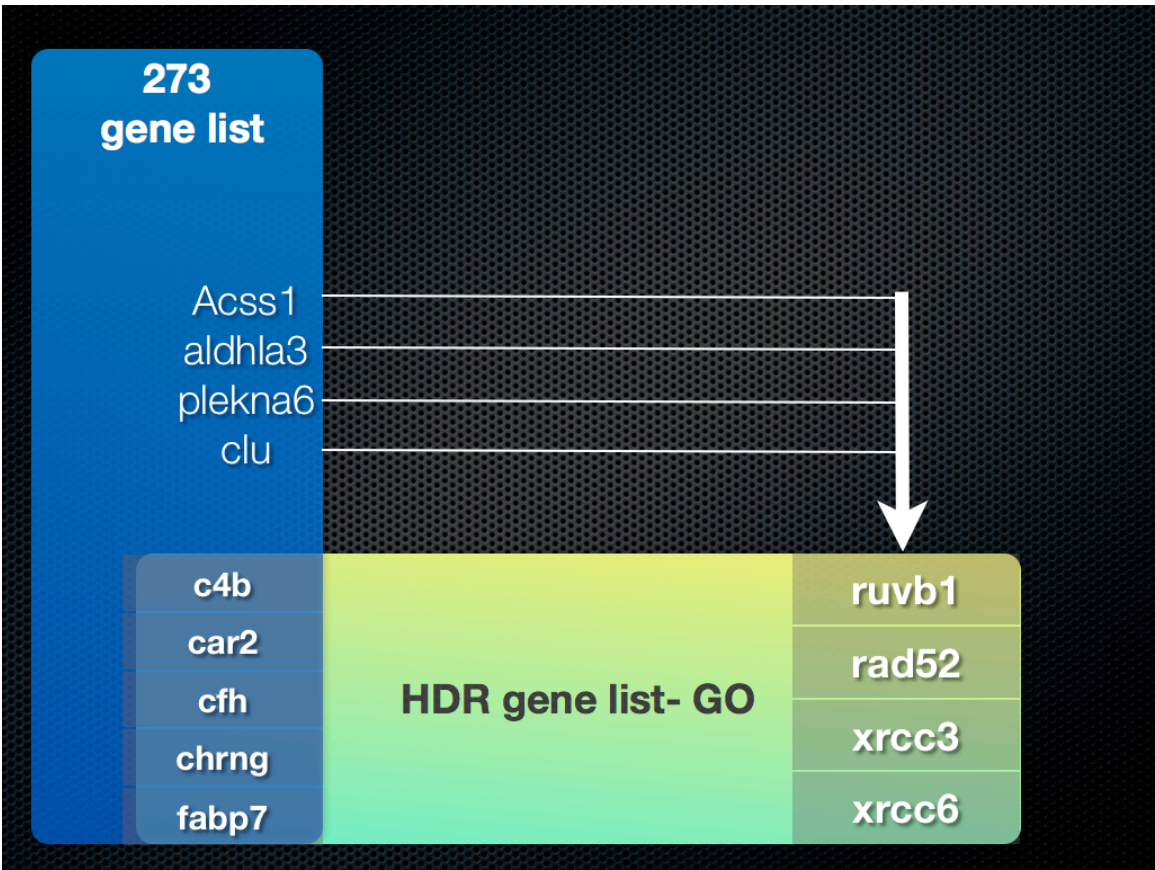 273
gene list
Acss1
aldhla3
plekna6
clu
c4b
car2
cfh
chrng
fabp7
HDR gene list- GO
ruvb1
rad52
xrcc3
xrcc6